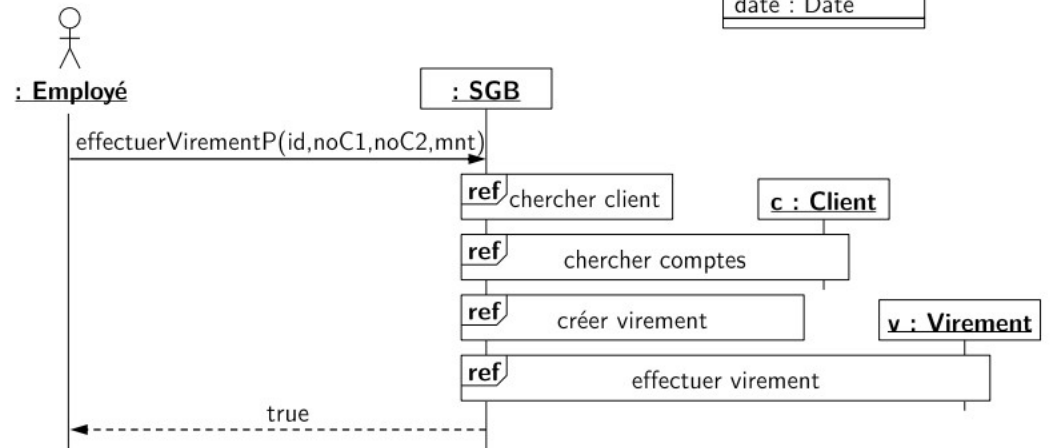 date : Date
: Employé
: SGB
effectuerVirementP(id,noC1,noC2,mnt)
ref
chercher client
c : Client
ref
chercher comptes
ref
créer virement
v : Virement
ref
effectuer virement
true